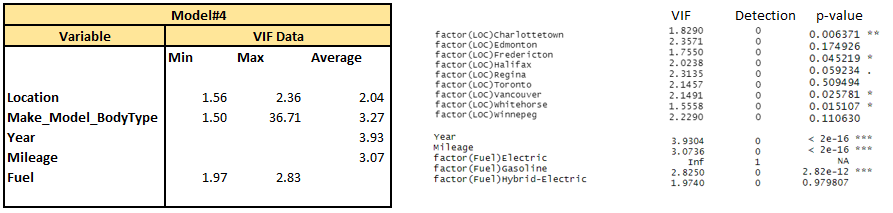 Model#4
Variable VIF Data
Min Max Average
Location 1.56 2.36 2.04
Make_Model_BodyType 1.50 36.71 3.27
Year 3.93
Mileage 3.07
Fuel 1.97 2.83
VIF Detection p-value
factor(LOC)Charlottetown 1.8290 0 0.006371 **
factor(LOC)Edmonton 2.3571 0 0.174926
factor(LOC)Fredericton 1.7550 0 0.045219 *
factor(LOC)Halifax 2.0238 0 0.059234 .
factor(LOC)Regina 2.3135 0 0.509494
factor(LOC)Toronto 2.1457 0 0.025781 *
factor(LOC)Vancouver 2.1491 0 0.015107 *
factor(LOC)Whitehorse 1.5558 0 0.110630
factor(LOC)Winnepeg 2.2290 0
Year 3.9304 0 < 2e-16 ***
Mileage 3.0736 0 < 2e-16 ***
factor(Fuel)Electric Inf 1 NA
factor(Fuel)Gasoline 2.8250 0 2.82e-12 ***
factor(Fuel)Hybrid-Electric 1.9740 0 0.979807